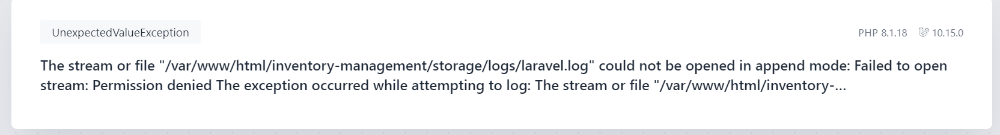 UnexpectedValueException
PHP 8.1.18 10.15.0
The stream or file "/var/www/html/inventory-management/storage/logs/laravel.log" could not be opened in append mode: Failed to open
stream: Permission denied The exception occurred while attempting to log: The stream or file "/var/www/html/inventory-...